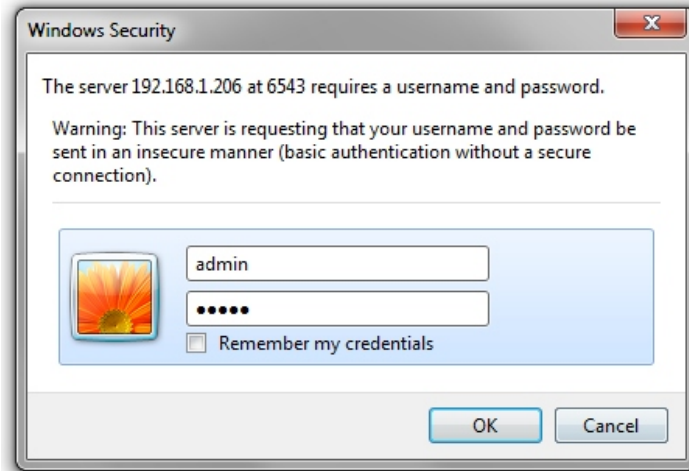 Windows Security
The server 192.168.1.206 at 6543 requires a username and password.
Warning: This server is requesting that your username and password be
sent in an insecure manner (basic authentication without a secure
connection).
admin
●●●●●
Remember my credentials
OK
Cancel